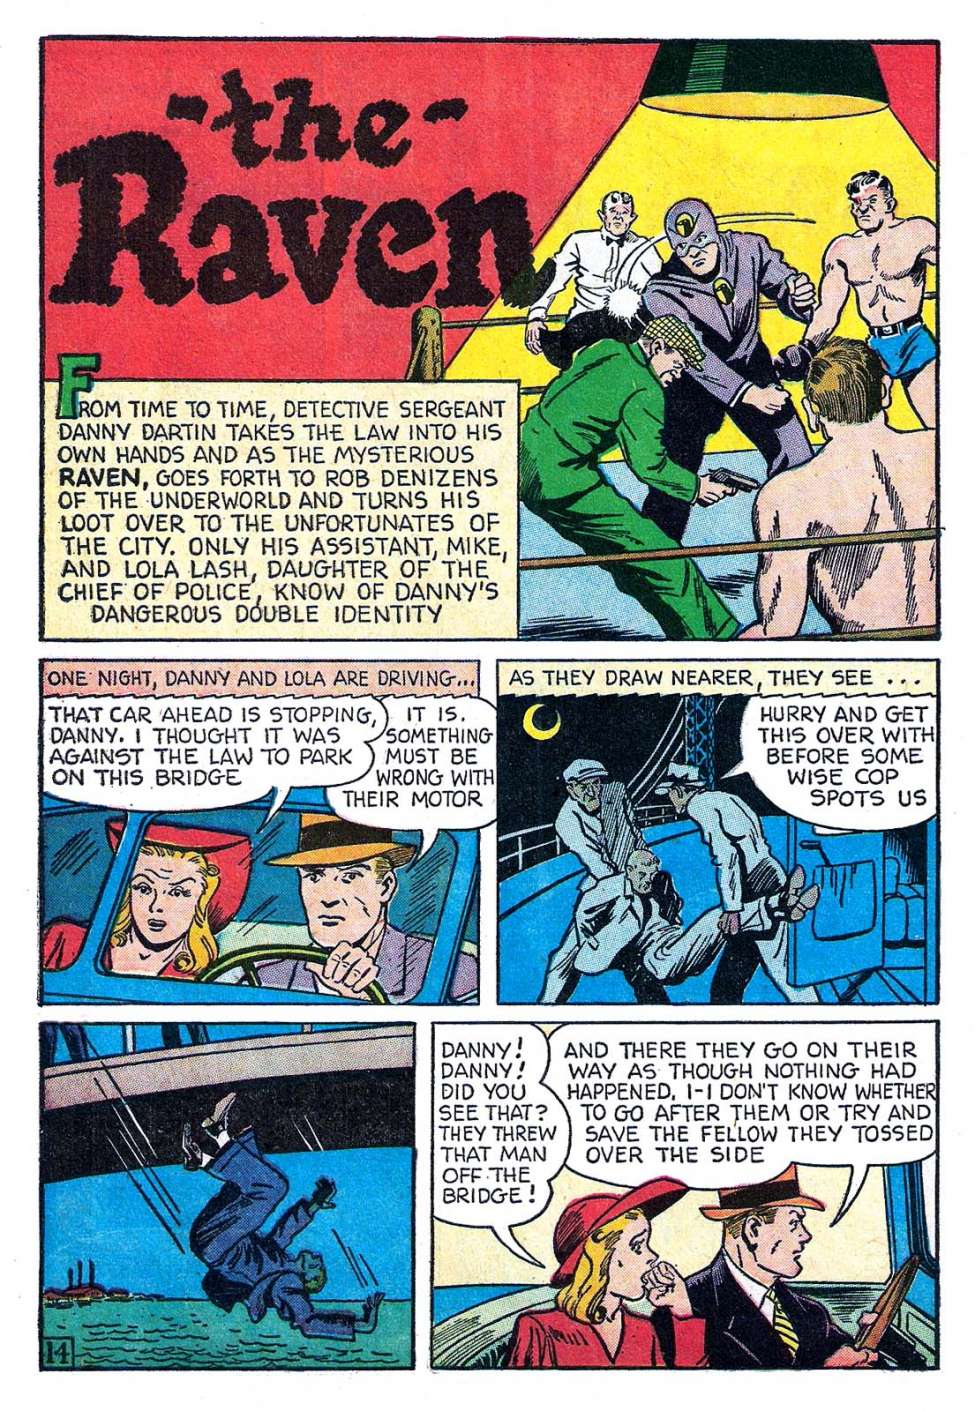 -the-
Raven
FROM TIME TO TIME, DETECTIVE SERGEANT
DANNY DARTIN TAKES THE LAW INTO HIS
OWN HANDS AND AS THE MYSTERIOUS
RAVEN, GOES FORTH TO ROB DENIZENS
OF THE UNDERWORLD AND TURNS HIS
LOOT OVER TO THE UNFORTUNATES OF
THE CITY. ONLY HIS ASSISTANT, MIKE,
AND LOLA LASH, DAUGHTER OF THE
CHIEF OF POLICE, KNOW OF DANNY'S
DANGEROUS DOUBLE IDENTITY
ONE NIGHT, DANNY AND LOLA ARE DRIVING...
THAT CAR AHEAD IS STOPPING,
DANNY. I THOUGHT IT WAS
AGAINST THE LAW TO PARK
ON THIS BRIDGE
IT IS.
SOMETHING
MUST BE
WRONG WITH
THEIR MOTOR
AS THEY DRAW NEARER, THEY SEE ...
HURRY AND GET
THIS OVER WITH
BEFORE SOME
WISE COP
SPOTS US
14
DANNY!
DANNY!
DID YOU
SEE THAT?
THEY THREW
THAT MAN
OFF THE
BRIDGE!
AND THERE THEY GO ON THEIR
WAY AS THOUGH NOTHING HAD
HAPPENED. I-I DON'T KNOW WHETHER
TO GO AFTER THEM OR TRY AND
SAVE THE FELLOW THEY TOSSED
OVER THE SIDE